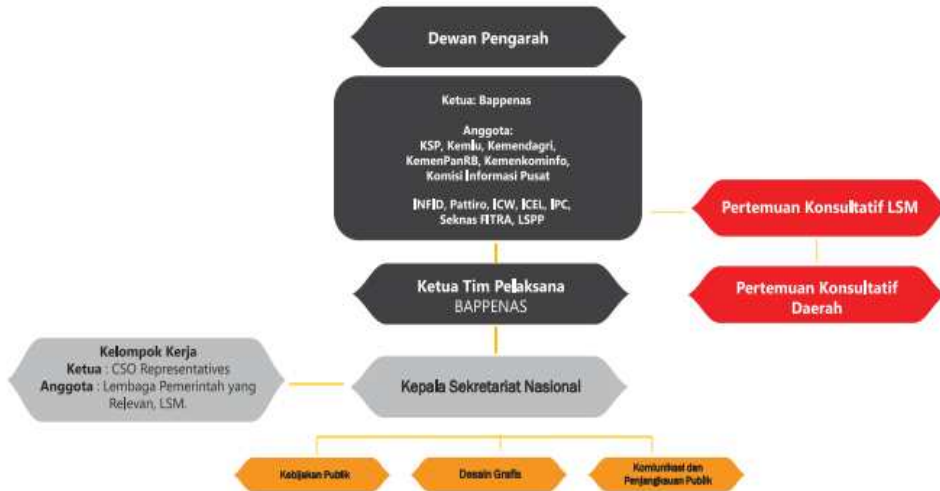 Dewan Pengarah
Ketua: Bappenas
Anggota:
KSP, Kemlu, Kemendagri,
KemenPanRB, Kemenkominfo,
Komisi Informasi Pusat
INFID, Pattiro, ICW, ICEL, IPC,
Seknas FITRA, LSPP
Pertemuan Konsultatif LSM
Ketua Tim Pelaksana
BAPPENAS
Pertemuan Konsultatif
Daerah
Kelompok Kerja
Ketua : CSO Representatives
Anggota : Lembaga Pemerintah yang
Relevan, LSM.
Kepala Sekretariat Nasional
Kebijakan Publik
Desain Grafis
Komiunikasi dan
Penjangkauan Publik